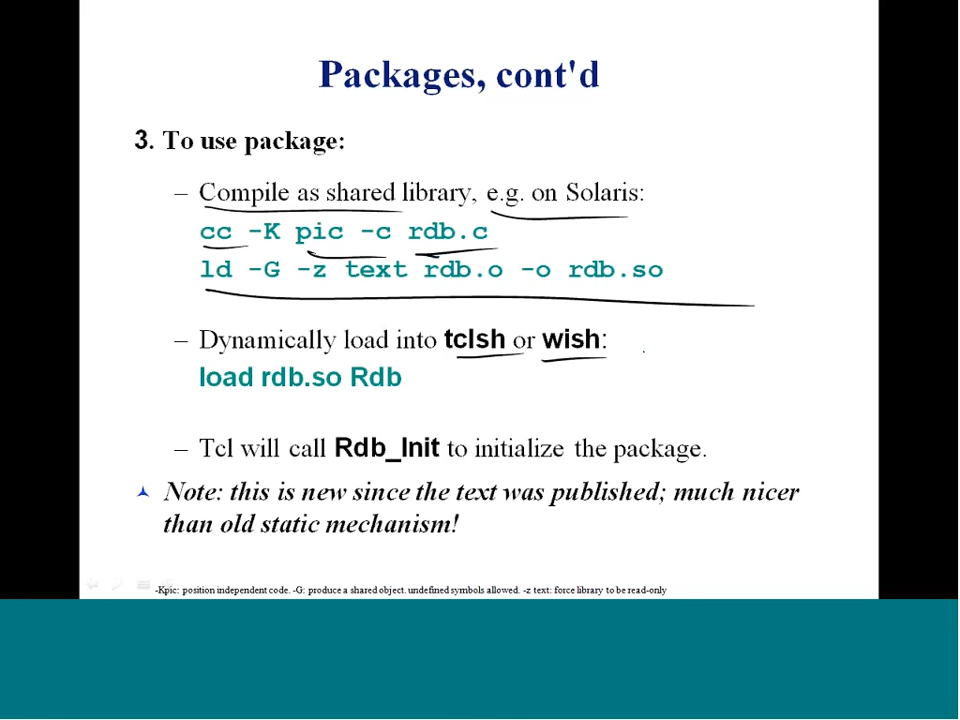 Packages, cont'd
3. To use package:
– Compile as shared library, e.g. on Solaris:
cc -K pic -c rdb.c
ld -G -z text rdb.o -o rdb.so
– Dynamically load into tclsh or wish:
load rdb.so Rdb
– Tcl will call Rdb_Init to initialize the package.
Note: this is new since the text was published; much nicer
than old static mechanism!
-Kpic: position independent code. -G: produce a shared object. undefined symbols allowed. -z text: force library to be read-only